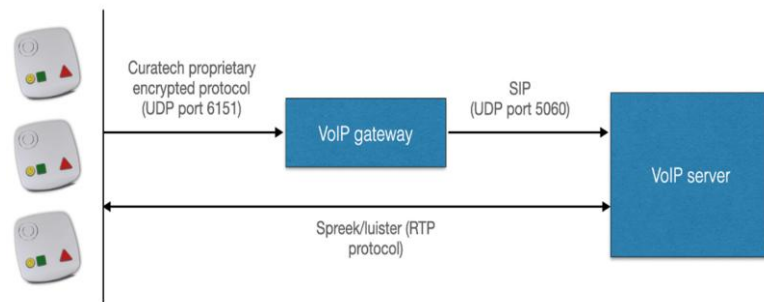 Curatech proprietary
encrypted protocol
(UDP port 6151)
SIP
(UDP port 5060)
VoIP gateway
VoIP server
Spreek/luister (RTP
protocol)